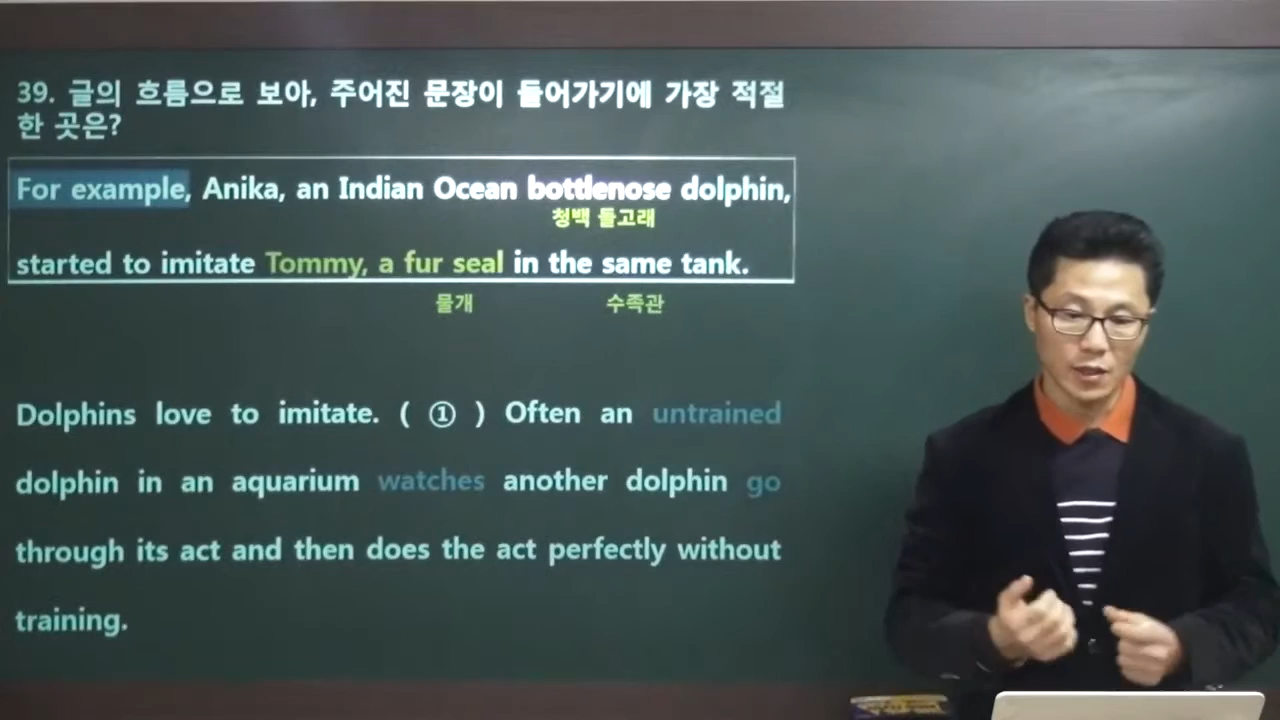 39. 글의 흐름으로 보아, 주어진 문장이 들어가기에 가장 적절
한 곳은?
For example, Anika, an Indian Ocean bottlenose dolphin,
청백 돌고래
started to imitate Tommy, a fur seal in the same tank.
물개 수족관
Dolphins love to imitate. ( ① ) Often an untrained
dolphin in an aquarium watches another dolphin go
through its act and then does the act perfectly without
training.